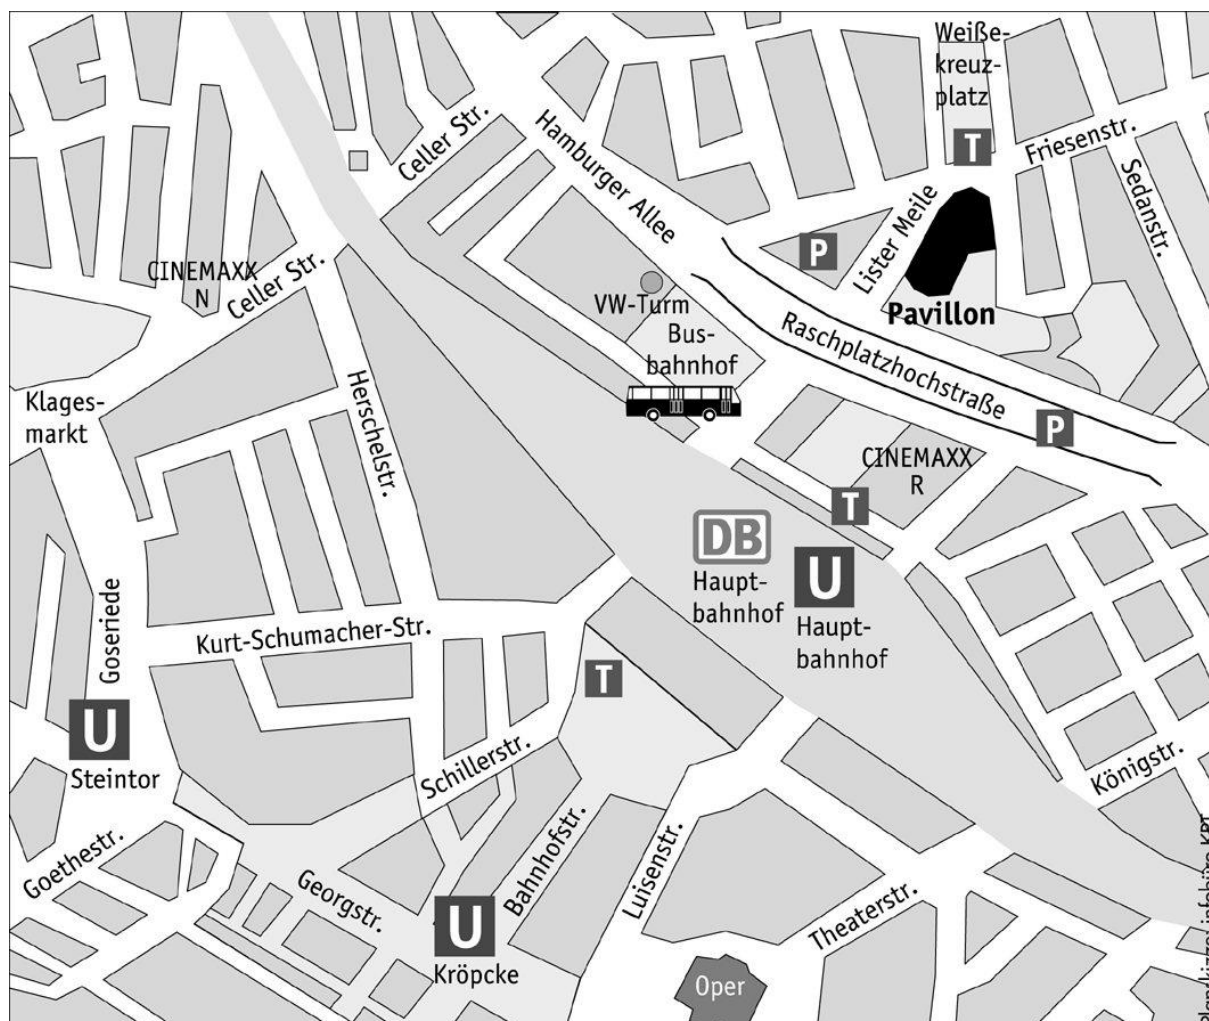 Weiße-
kreuz-
platz
T
Friesenstr.
Sedanstr.
Celler Str.
Hamburger Allee
Lister Meile
P
Pavillon
CINEMAXX
N
Celler Str.
VW-Turm
Bus-
bahnhof
Raschplatzhochstraße
P
Klages-
markt
Herschelstr.
CINEMAXX
R
T
DB
Haupt-
bahnhof
U
Haupt-
bahnhof
Goseriede
Kurt-Schumacher-Str.
T
U
Steintor
Schillerstr.
Königstr.
Goethestr.
Georgstr.
Bahnhofstr.
Luisenstr.
Theaterstr.
U
Kröpcke
Oper